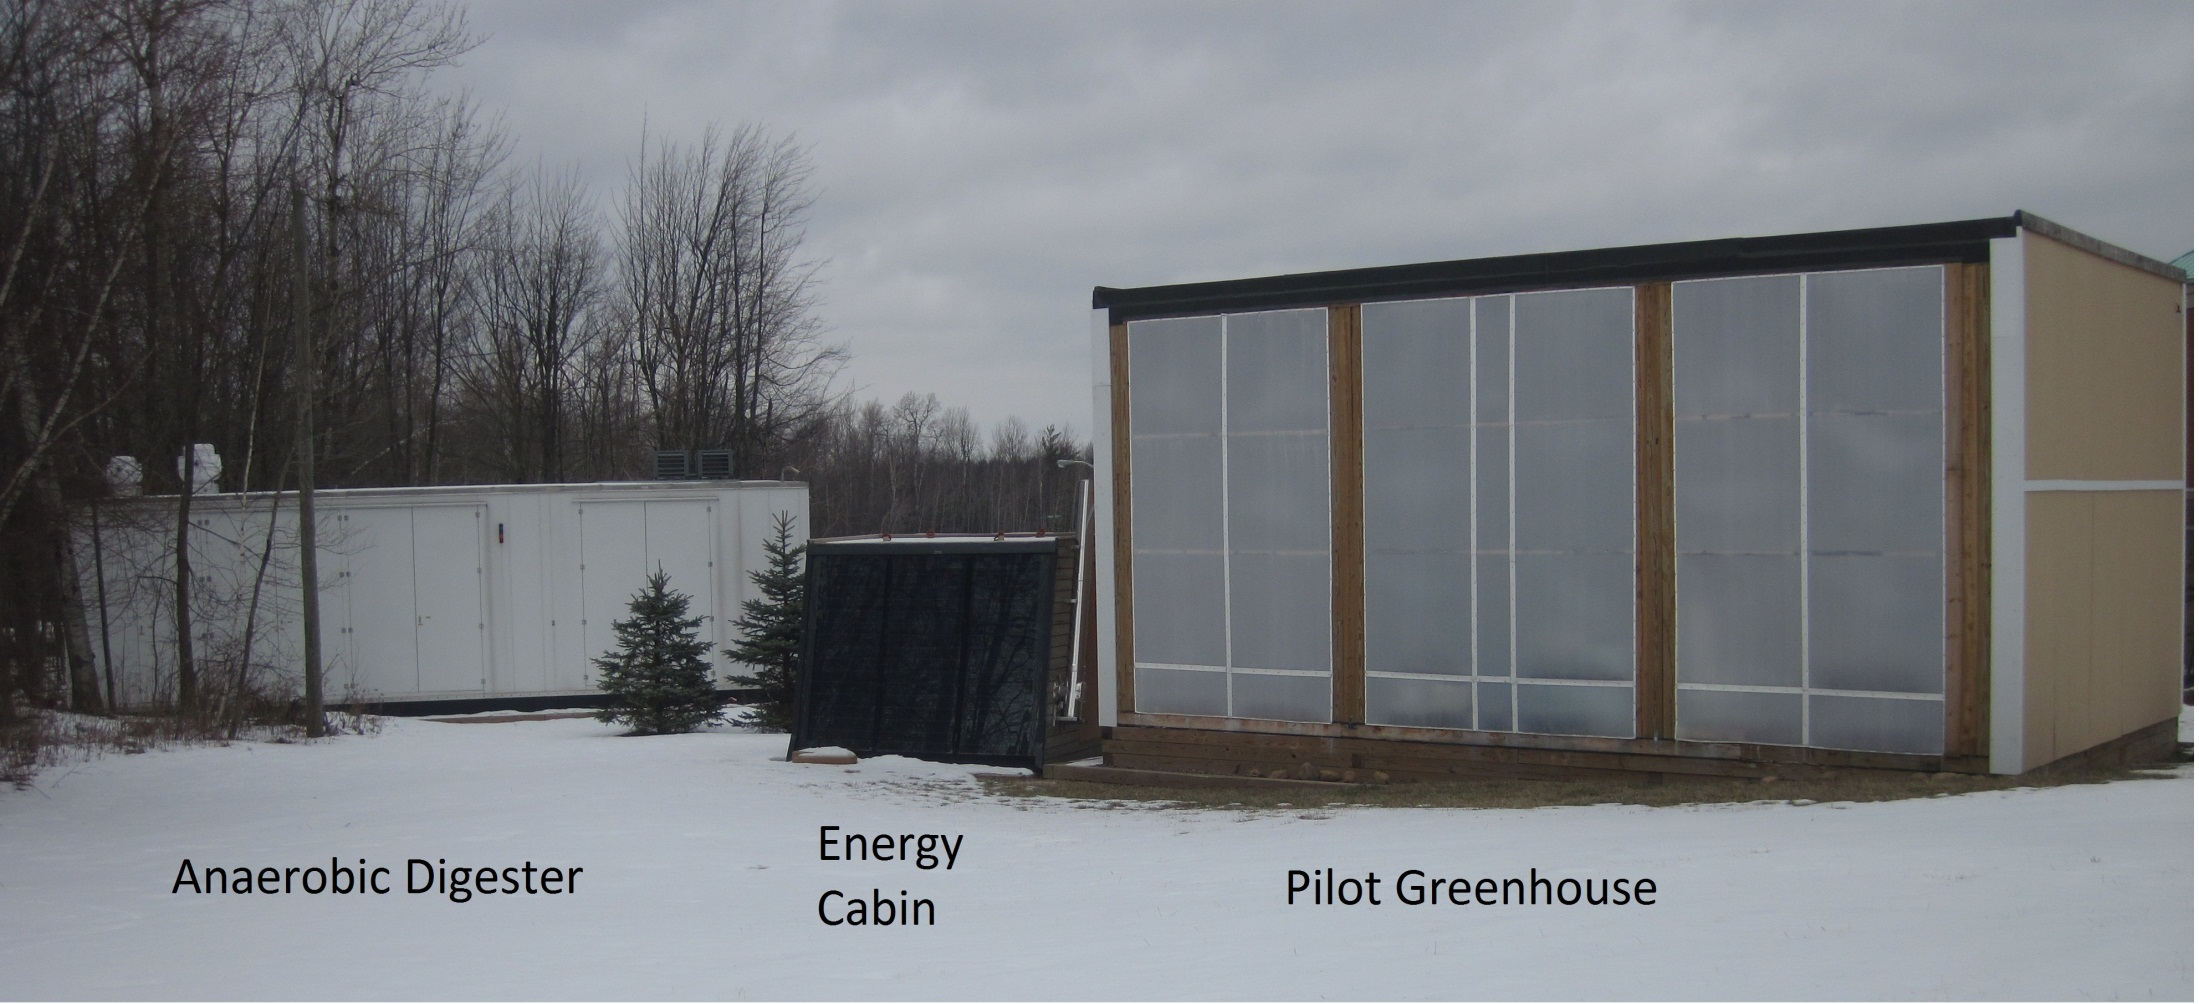 Anaerobic Digester
Energy
Cabin
Pilot Greenhouse